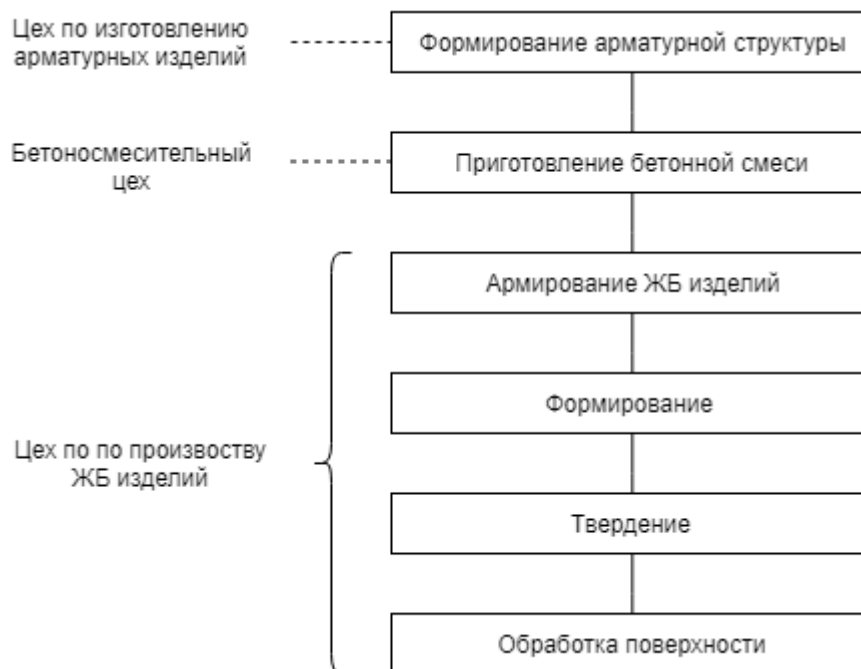 Цех по изготовлению
арматурных изделий
Формирование арматурной структуры
Бетоносмесительный
цех
Приготовление бетонной смеси
Армирование ЖБ изделий
Формирование
Цех по по произвоству
ЖБ изделий
Твердение
Обработка поверхности